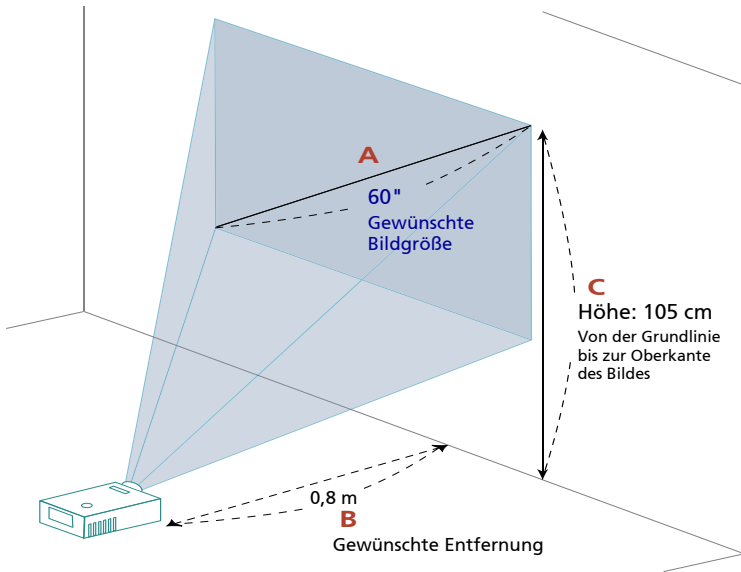 A
60"
Gewünschte
Bildgröße
C
Höhe: 105 cm
Von der Grundlinie
bis zur Oberkante
des Bildes
0,8 m
B
Gewünschte Entfernung